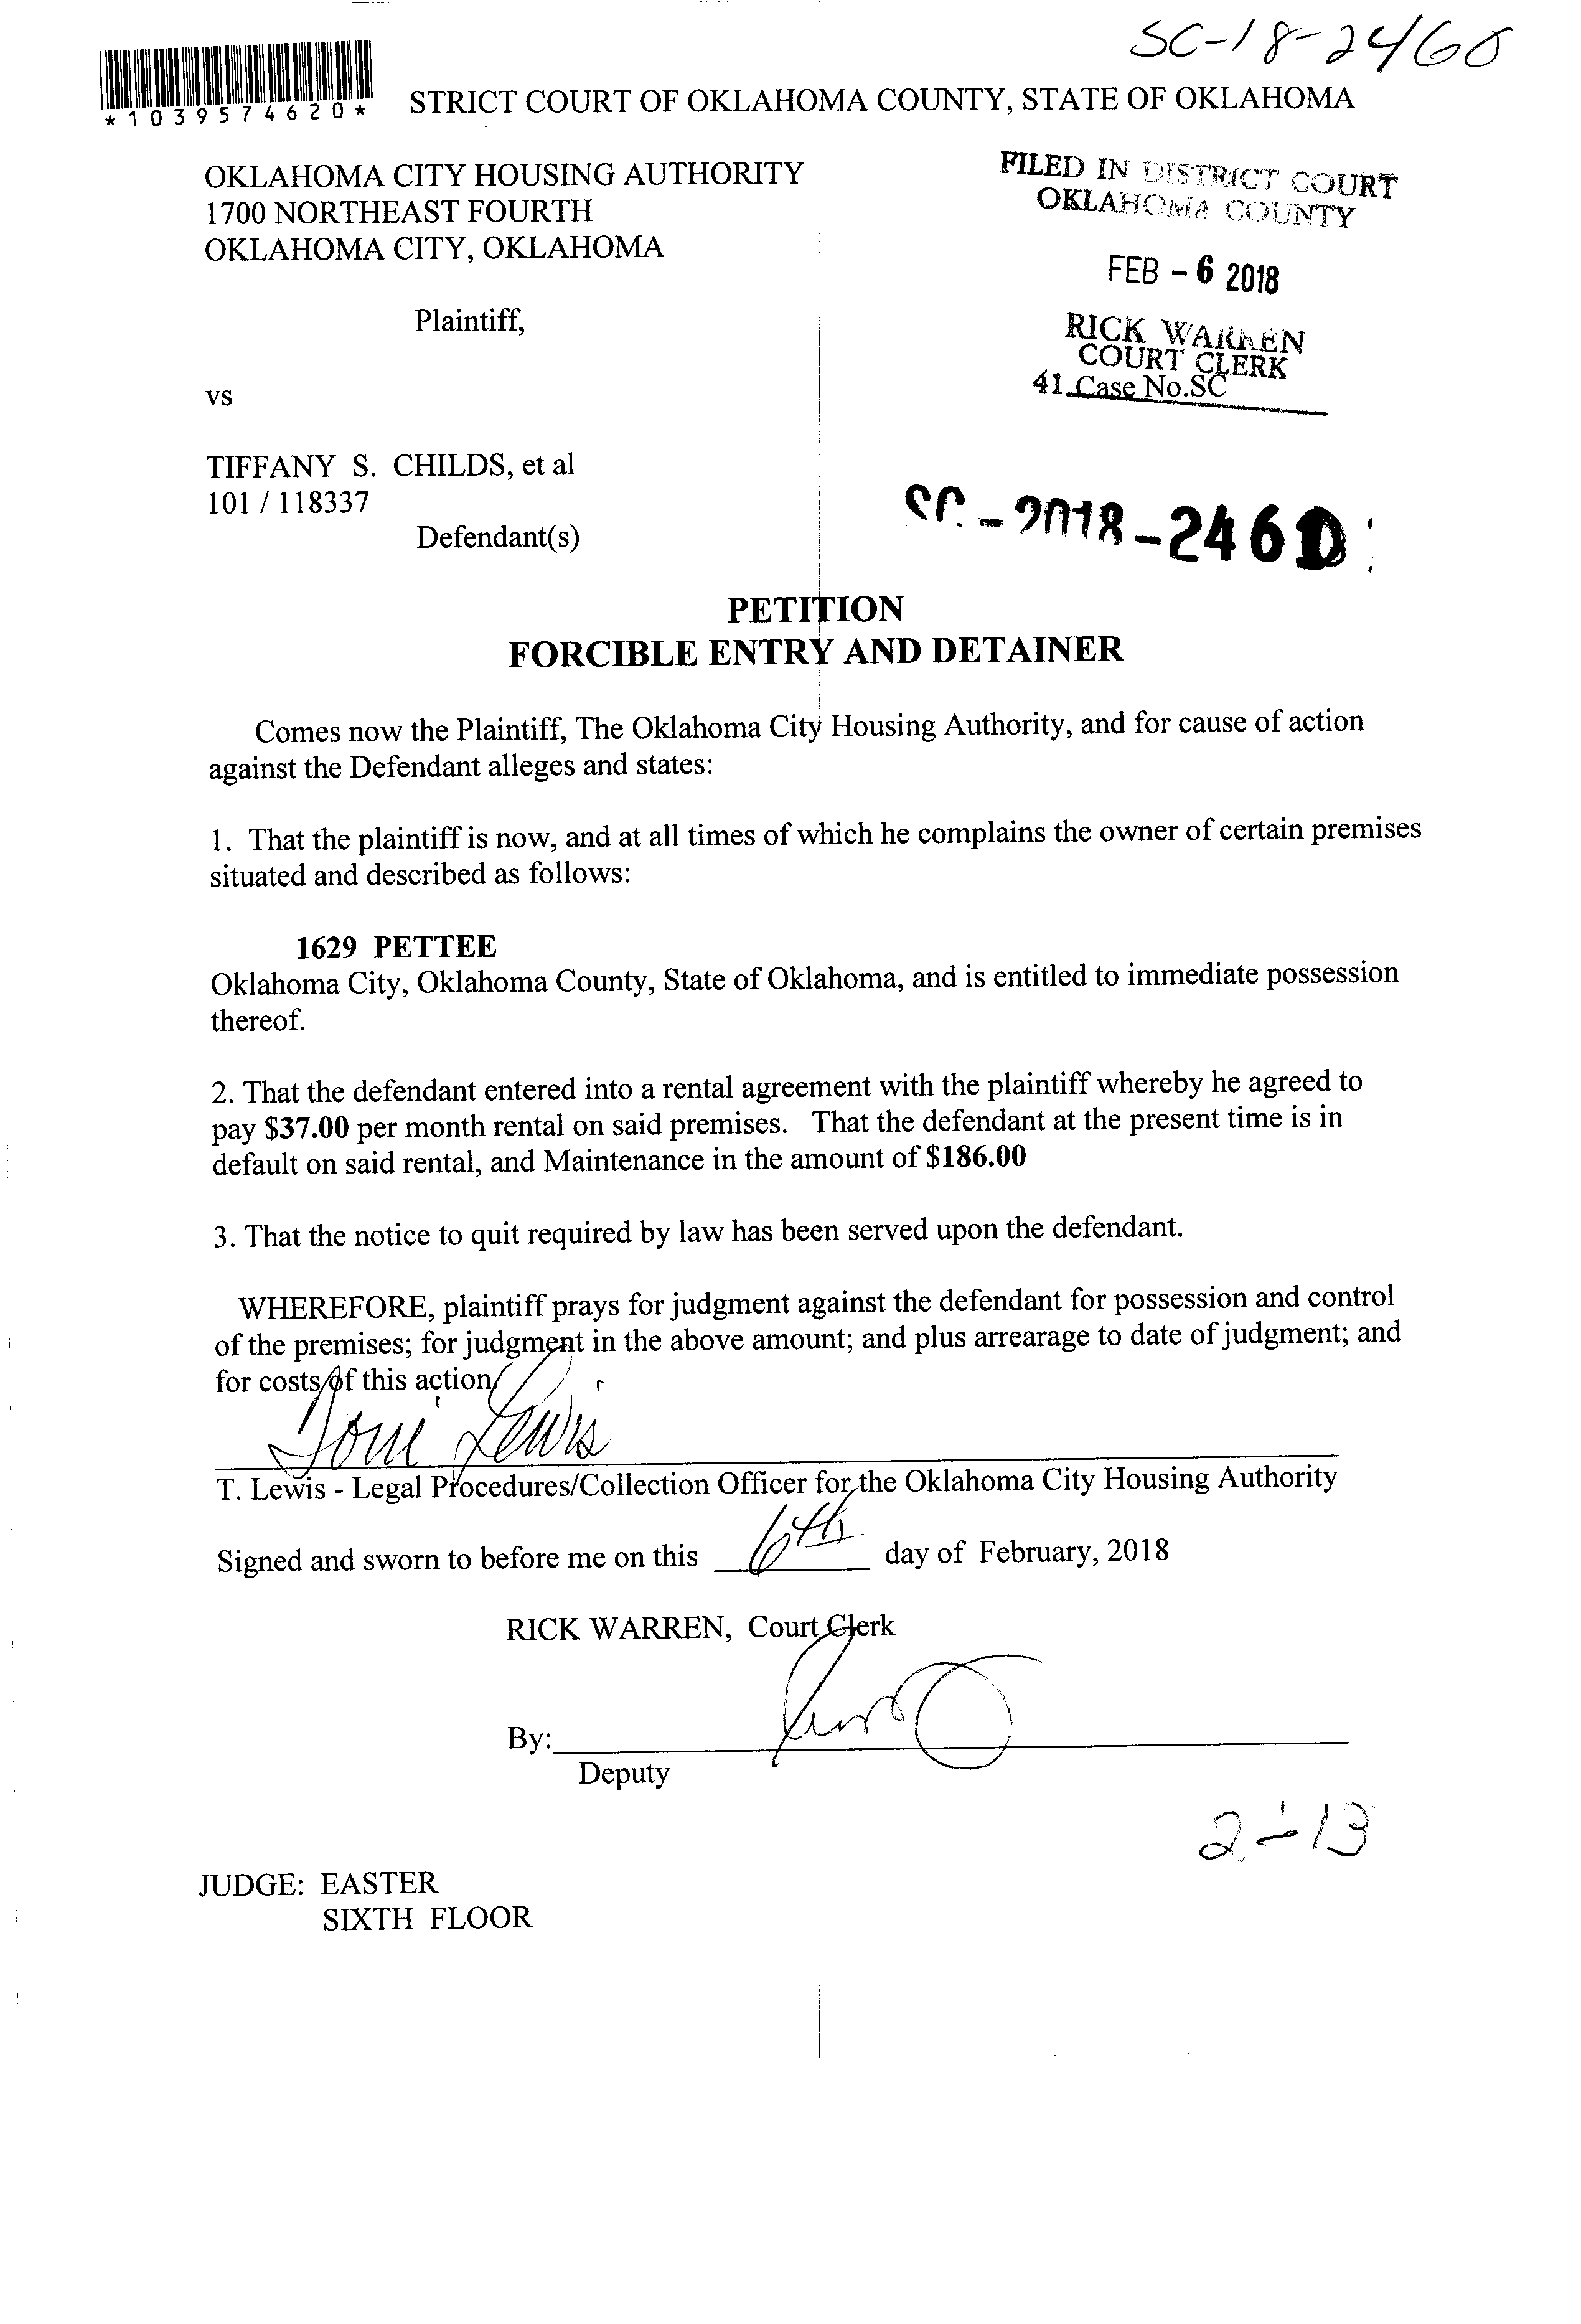 SC-18-2460
*1039574620*
STRICT COURT OF OKLAHOMA COUNTY, STATE OF OKLAHOMA
OKLAHOMA CITY HOUSING AUTHORITY
1700 NORTHEAST FOURTH
OKLAHOMA CITY, OKLAHOMA
Plaintiff,
vs
TIFFANY S. CHILDS, et al
101 / 118337
Defendant(s)
FILED IN DISTRICT COURT
OKLAHOMA COUNTY
FEB - 6 2018
RICK WARREN
COURT CLERK
41 Case No.SC
SC - 2018 - 2460
PETITION
FORCIBLE ENTRY AND DETAINER
Comes now the Plaintiff, The Oklahoma City Housing Authority, and for cause of action
against the Defendant alleges and states:
1. That the plaintiff is now, and at all times of which he complains the owner of certain premises
situated and described as follows:
1629 PETTEE
Oklahoma City, Oklahoma County, State of Oklahoma, and is entitled to immediate possession
thereof.
2. That the defendant entered into a rental agreement with the plaintiff whereby he agreed to
pay $37.00 per month rental on said premises. That the defendant at the present time is in
default on said rental, and Maintenance in the amount of $186.00
3. That the notice to quit required by law has been served upon the defendant.
WHEREFORE, plaintiff prays for judgment against the defendant for possession and control
of the premises; for judgment in the above amount; and plus arrearage to date of judgment; and
for costs of this action
Toni Lewis
T. Lewis - Legal Procedures/Collection Officer for the Oklahoma City Housing Authority
Signed and sworn to before me on this 6th day of February, 2018
RICK WARREN, Court Clerk
By:
Deputy
2-13
JUDGE: EASTER
SIXTH FLOOR